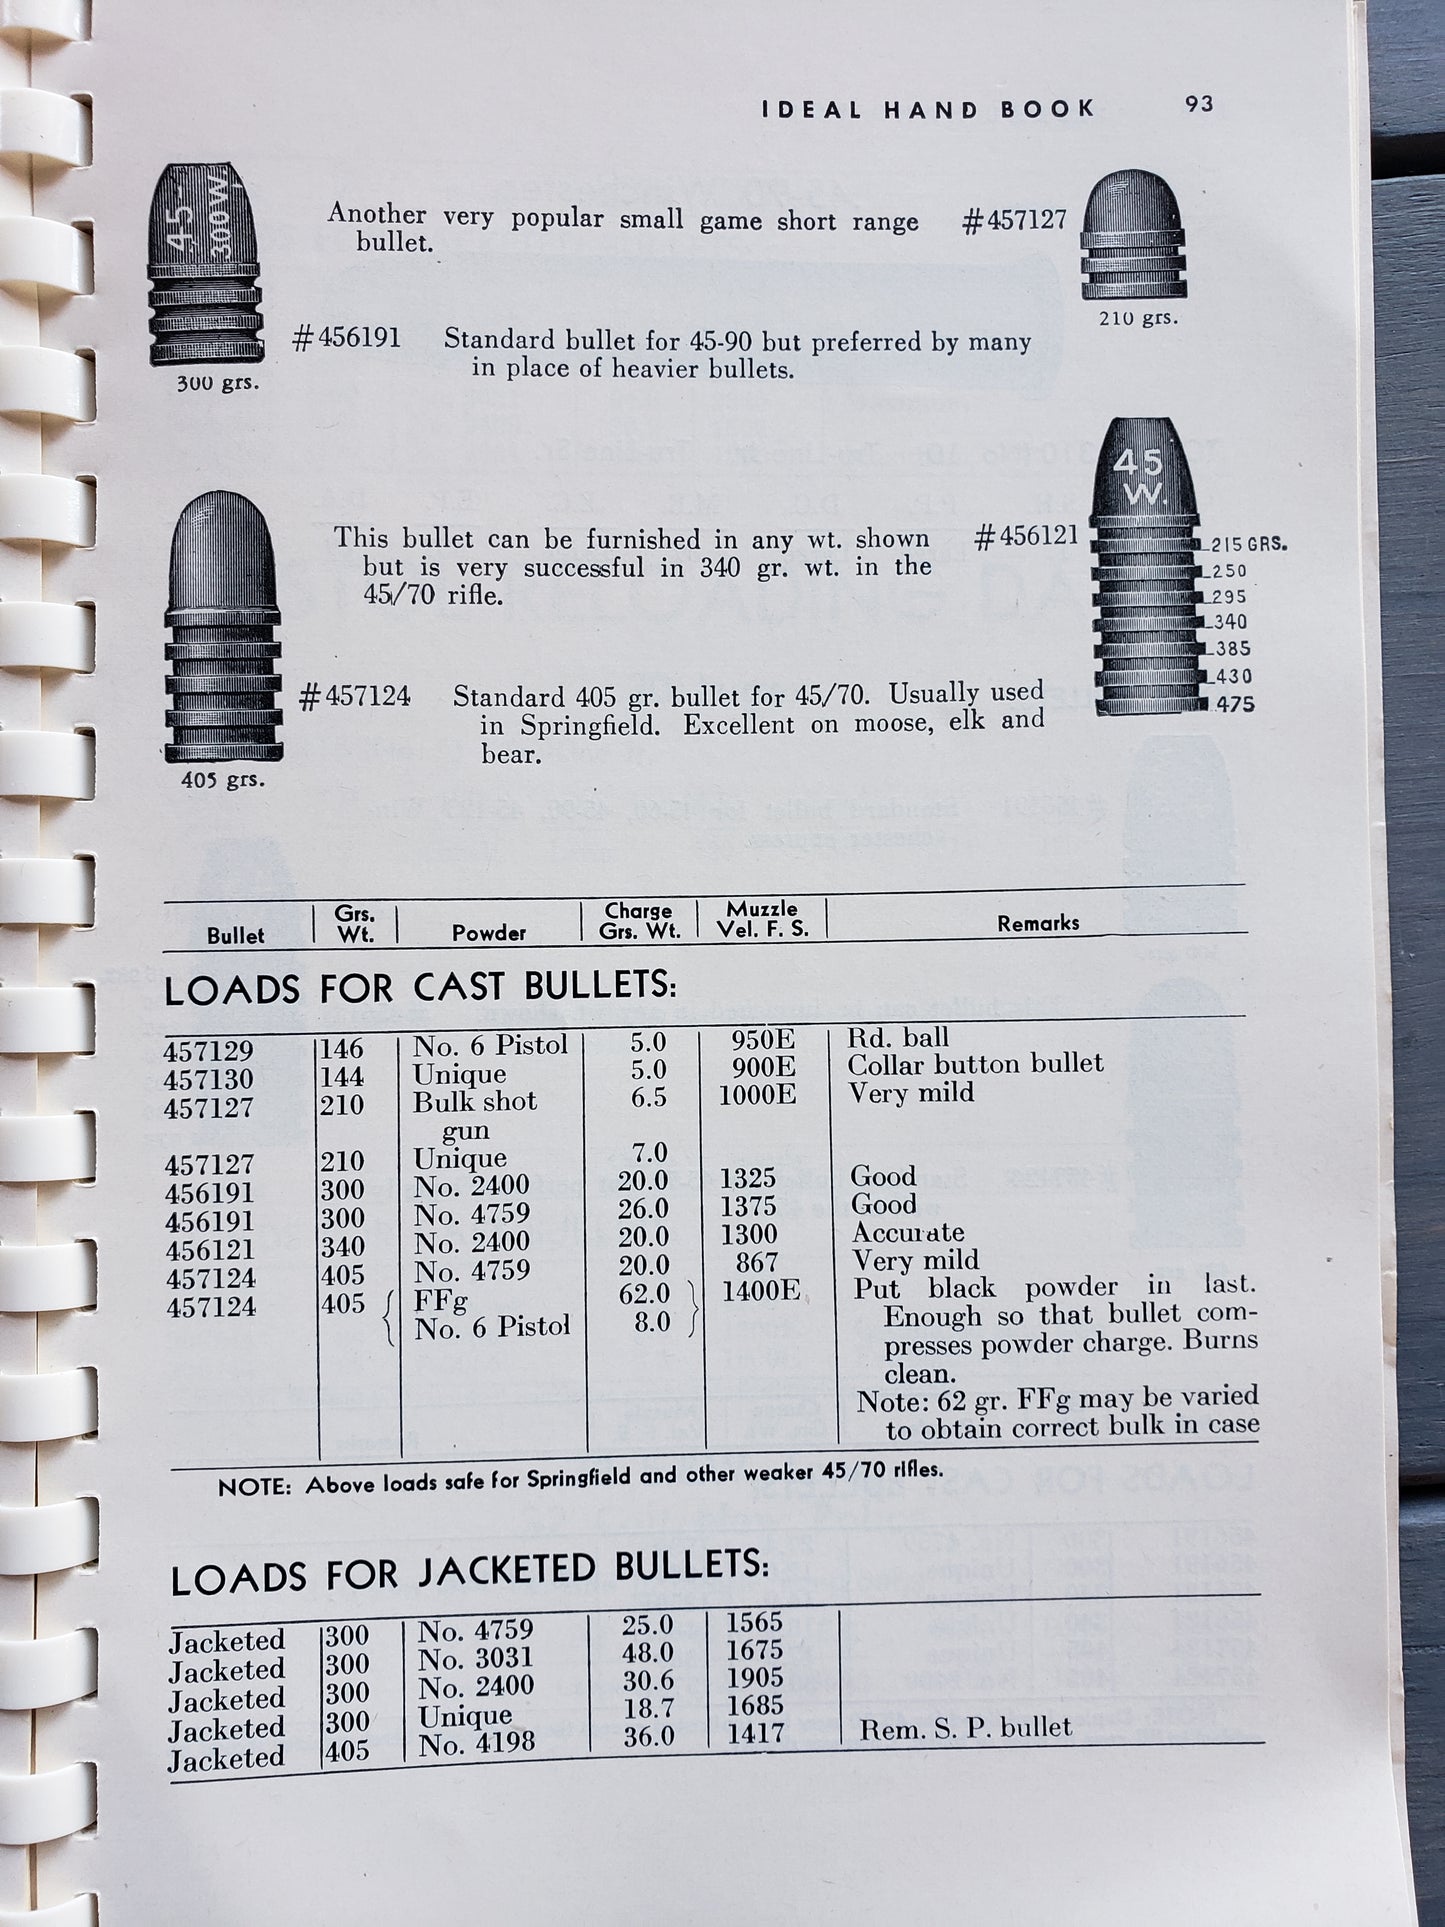 IDEAL HAND BOOK 93
45-
300W.
300 grs.
Another very popular small game short range
bullet.
#457127
210 grs.
#456191 Standard bullet for 45-90 but preferred by many
in place of heavier bullets.
This bullet can be furnished in any wt. shown
but is very successful in 340 gr. wt. in the
45/70 rifle.
#456121
45
W.
215 GRS.
250
295
340
385
430
475
#457124 Standard 405 gr. bullet for 45/70. Usually used
in Springfield. Excellent on moose, elk and
bear.
405 grs.
Bullet | Grs. Wt. | Powder | Charge Grs. Wt. | Muzzle Vel. F. S. | Remarks
LOADS FOR CAST BULLETS:
457129 146 No. 6 Pistol 5.0 950E Rd. ball
457130 144 Unique 5.0 900E Collar button bullet
457127 210 Bulk shot 6.5 1000E Very mild
gun
457127 210 Unique 7.0
456191 300 No. 2400 20.0 1325 Good
456191 300 No. 4759 26.0 1375 Good
456121 340 No. 2400 20.0 1300 Accurate
457124 405 No. 4759 20.0 867 Very mild
457124 405 { FFg 62.0 } 1400E Put black powder in last.
No. 6 Pistol 8.0 Enough so that bullet com-
presses powder charge. Burns
clean.
Note: 62 gr. FFg may be varied
to obtain correct bulk in case
NOTE: Above loads safe for Springfield and other weaker 45/70 rifles.
LOADS FOR JACKETED BULLETS:
Jacketed 300 No. 4759 25.0 1565
Jacketed 300 No. 3031 48.0 1675
Jacketed 300 No. 2400 30.6 1905
Jacketed 300 Unique 18.7 1685
Jacketed 405 No. 4198 36.0 1417 Rem. S. P. bullet